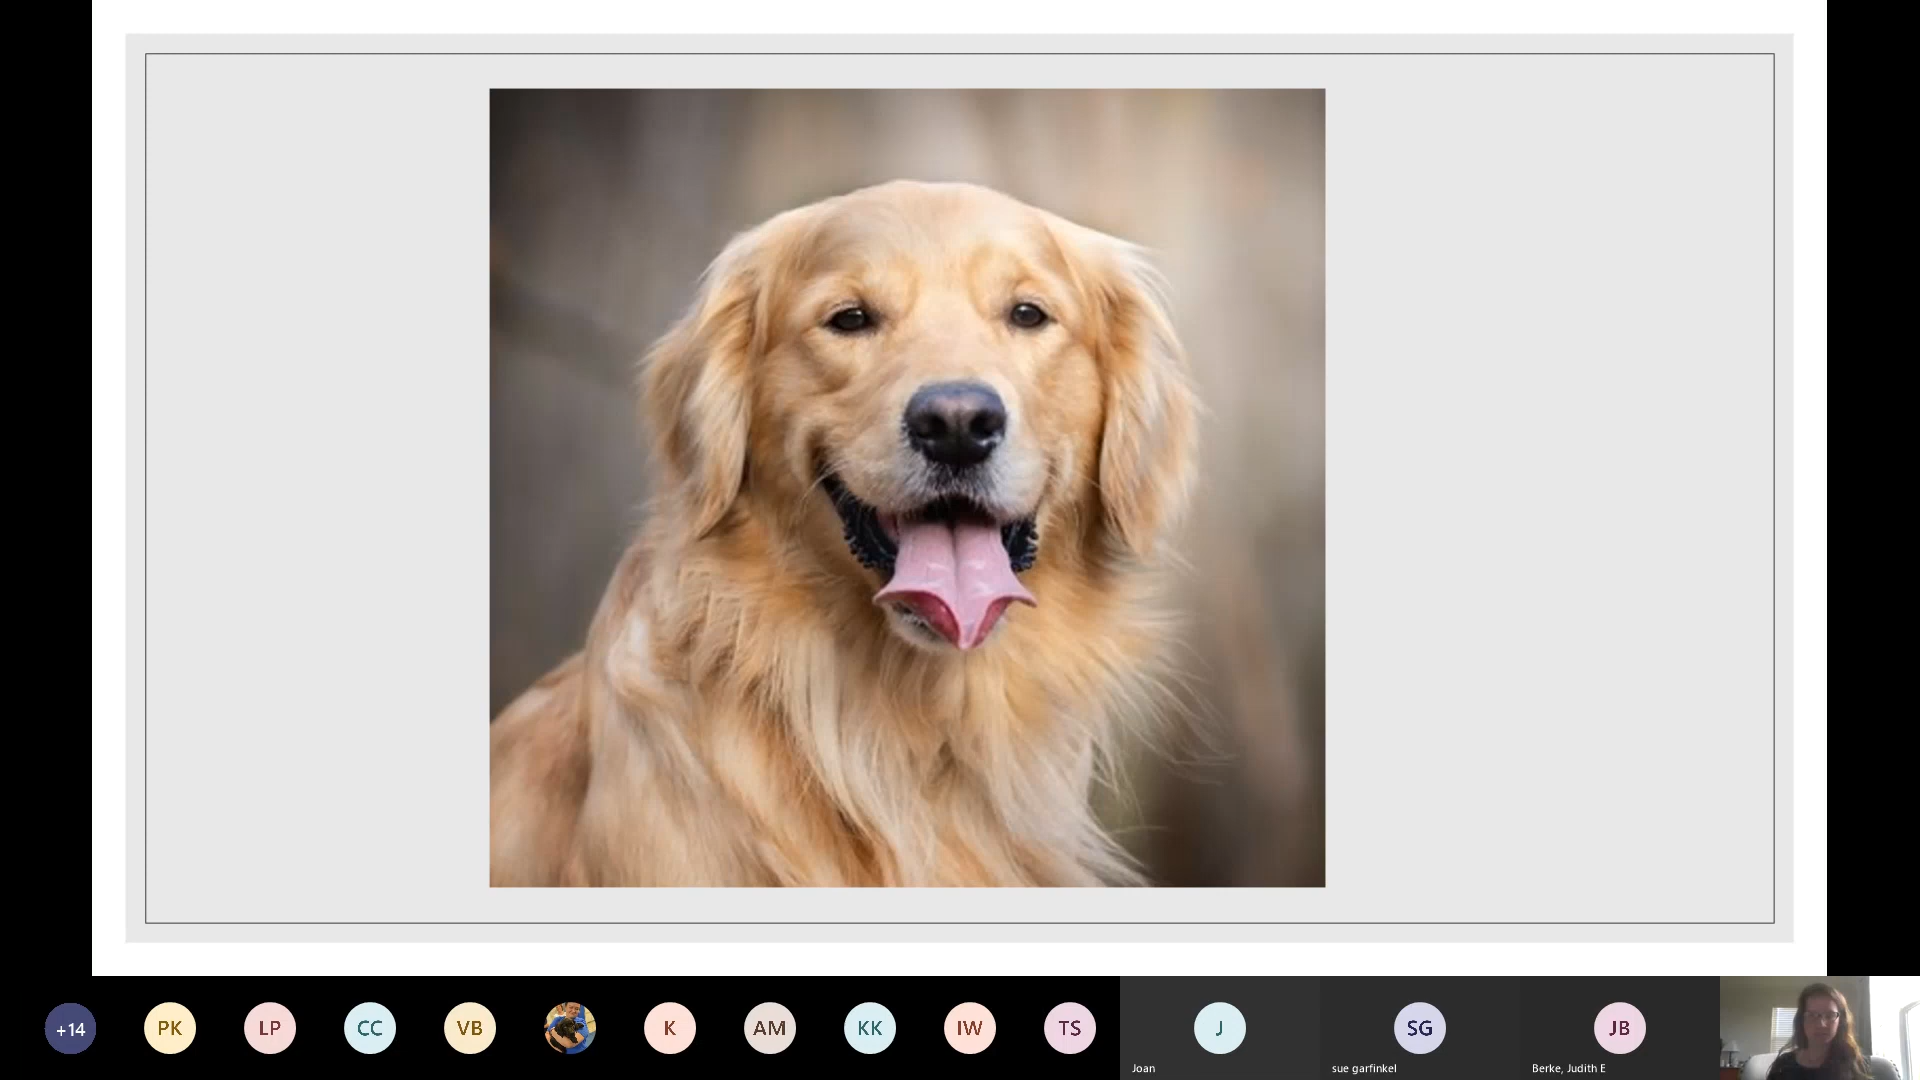 +14
PK
LP
CC
VB
K
AM
KK
IW
TS
J
SG
JB
Joan
sue garfinkel
Berke, Judith E